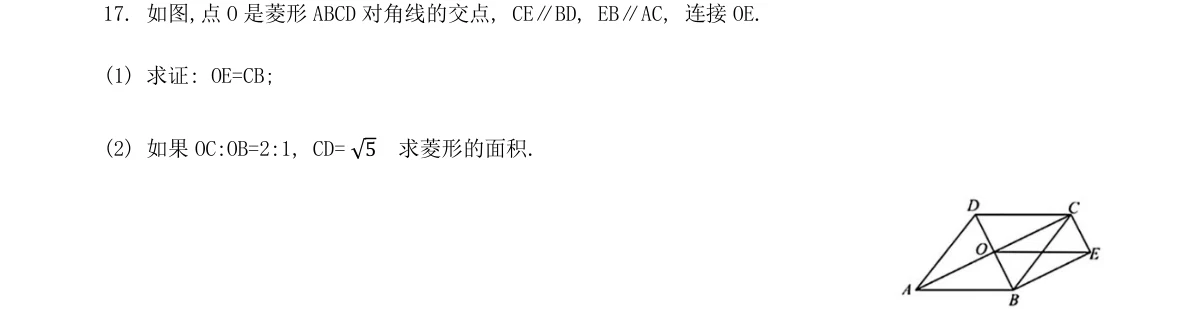 17. 如图,点 O 是菱形 ABCD 对角线的交点, CE∥BD, EB∥AC, 连接 OE.
(1) 求证: OE=CB;
(2) 如果 OC:OB=2:1, CD=√5 求菱形的面积.
D
C
O
E
A
B